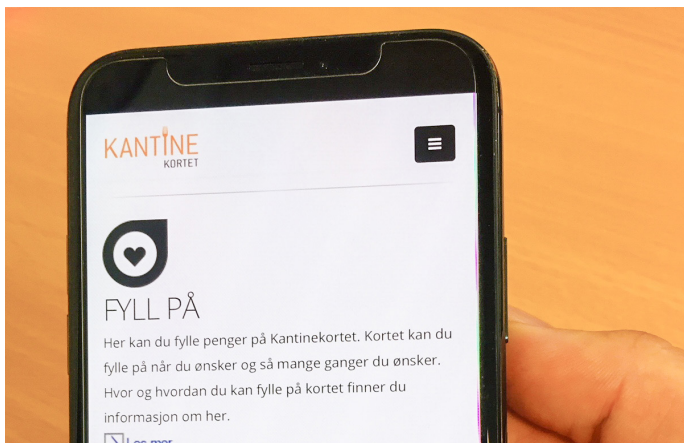 KANTINE
KORTET
FYLL PÅ
Her kan du fylle penger på Kantinekortet. Kortet kan du
fylle på når du ønsker og så mange ganger du ønsker.
Hvor og hvordan du kan fylle på kortet finner du
informasjon om her.
Les mer